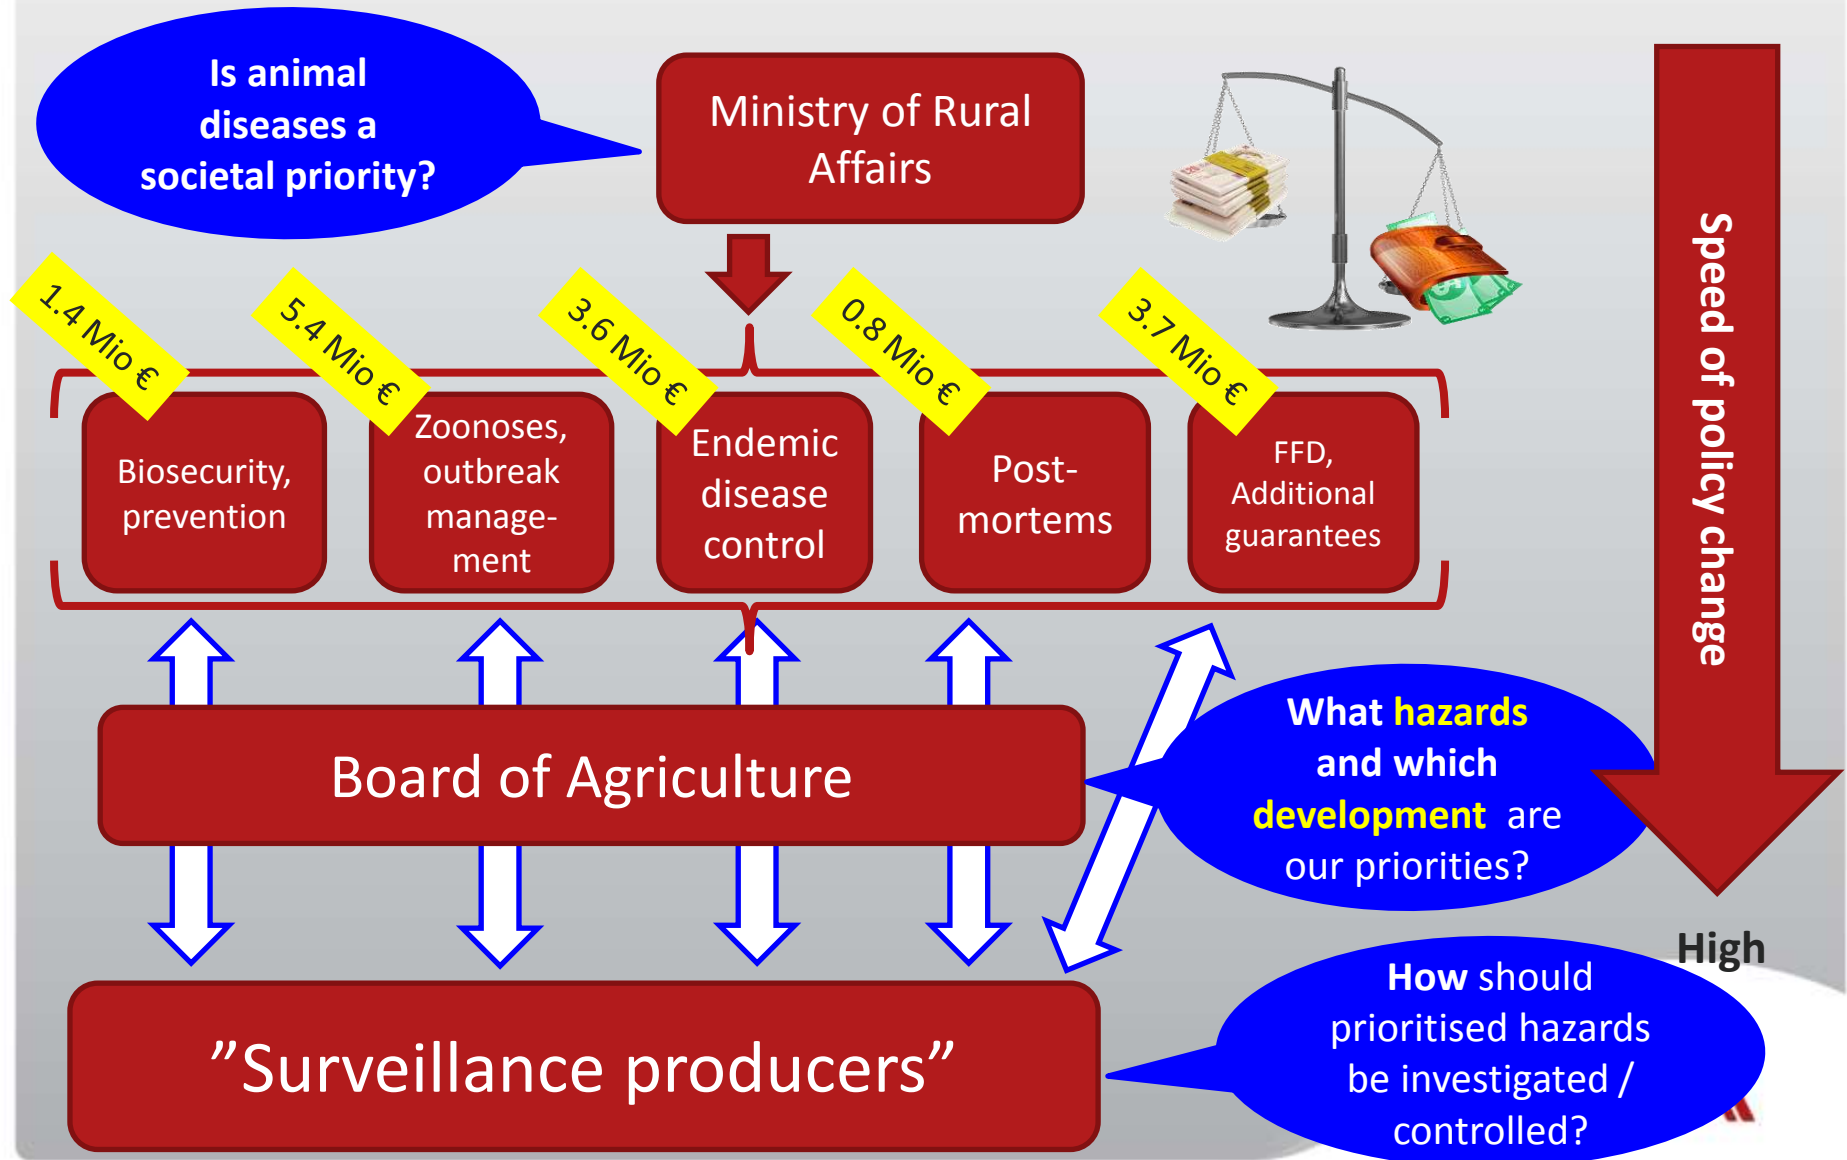 Is animal
diseases a
societal priority?
Ministry of Rural
Affairs
Speed of policy change
High
1.4 Mio €
5.4 Mio €
3.6 Mio €
0.8 Mio €
3.7 Mio €
Biosecurity,
prevention
Zoonoses,
outbreak
manage-
ment
Endemic
disease
control
Post-
mortems
FFD,
Additional
guarantees
Board of Agriculture
What hazards
and which
development are
our priorities?
”Surveillance producers”
How should
prioritised hazards
be investigated /
controlled?